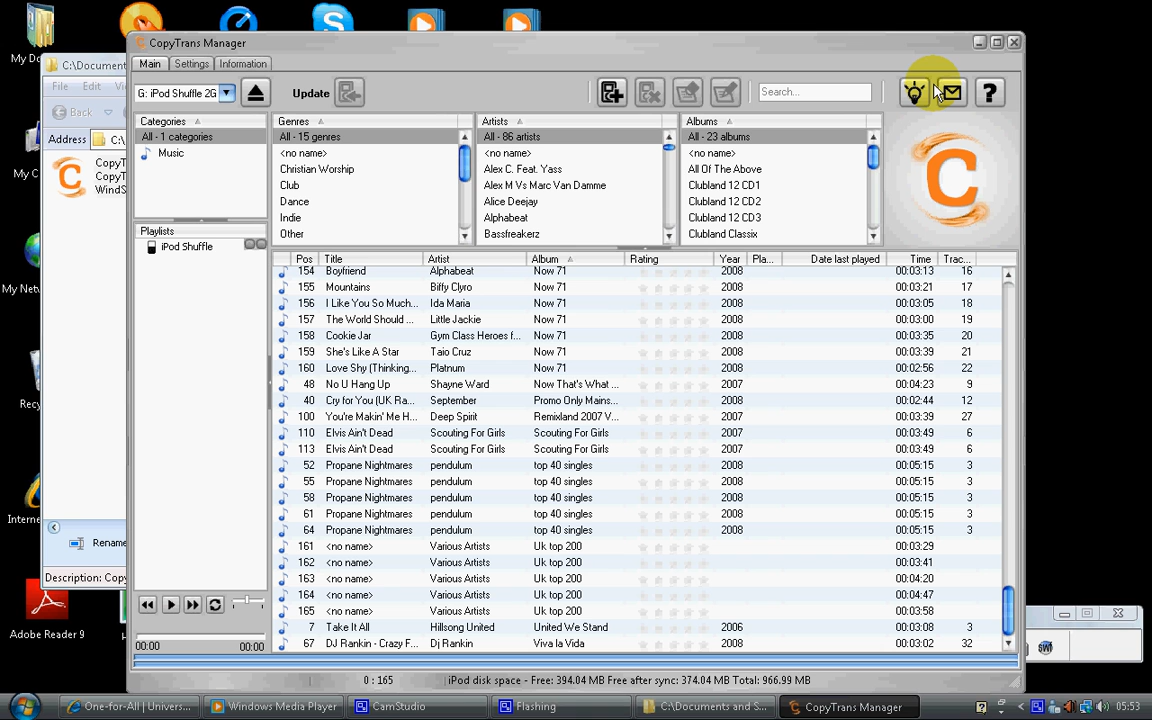 My Do
C:\Document
File Edit Vi
Back
Address C:\
My C
CopyT
CopyT
WindS
My Net
Recy
Internet
Rename
Description: Copy
Adobe Reader 9
CopyTrans Manager
Main Settings Information
G: iPod Shuffle 2G Update Search...
Categories
All - 1 categories
Music
Playlists
iPod Shuffle
Genres
All - 15 genres
<no name>
Christian Worship
Club
Dance
Indie
Other
Artists
All - 86 artists
<no name>
Alex C. Feat. Yass
Alex M Vs Marc Van Damme
Alice Deejay
Alphabeat
Bassfreakerz
Albums
All - 23 albums
<no name>
All Of The Above
Clubland 12 CD1
Clubland 12 CD2
Clubland 12 CD3
Clubland Classix
C
Pos Title Artist Album Rating Year Pla... Date last played Time Trac...
154 Boyfriend Alphabeat Now 71 2008 00:03:13 16
155 Mountains Biffy Clyro Now 71 2008 00:03:21 17
156 I Like You So Much... Ida Maria Now 71 2008 00:03:05 18
157 The World Should ... Little Jackie Now 71 2008 00:03:00 19
158 Cookie Jar Gym Class Heroes f... Now 71 2008 00:03:35 20
159 She's Like A Star Taio Cruz Now 71 2008 00:03:39 21
160 Love Shy (Thinking... Platnum Now 71 2008 00:02:56 22
48 No U Hang Up Shayne Ward Now That's What ... 2007 00:04:23 9
40 Cry for You (UK Ra... September Promo Only Mains... 2008 00:02:44 12
100 You're Makin' Me H... Deep Spirit Remixland 2007 V... 2007 00:03:39 27
110 Elvis Ain't Dead Scouting For Girls Scouting For Girls 2007 00:03:49 6
113 Elvis Ain't Dead Scouting For Girls Scouting For Girls 2007 00:03:49 6
52 Propane Nightmares pendulum top 40 singles 2008 00:05:15 3
55 Propane Nightmares pendulum top 40 singles 2008 00:05:15 3
58 Propane Nightmares pendulum top 40 singles 2008 00:05:15 3
61 Propane Nightmares pendulum top 40 singles 2008 00:05:15 3
64 Propane Nightmares pendulum top 40 singles 2008 00:05:15 3
161 <no name> Various Artists Uk top 200 00:03:29
162 <no name> Various Artists Uk top 200 00:03:41
163 <no name> Various Artists Uk top 200 00:04:20
164 <no name> Various Artists Uk top 200 00:04:47
165 <no name> Various Artists Uk top 200 00:03:58
7 Take It All Hillsong United United We Stand 2006 00:03:08 3
67 DJ Rankin - Crazy F... Dj Rankin Viva la Vida 00:03:02 32
00:00 00:00
0 : 165 iPod disk space - Free: 394.04 MB Free after sync: 374.04 MB Total: 966.99 MB
One-for-All | Univers... Windows Media Player CamStudio Flashing C:\Documents and S... CopyTrans Manager 05:53